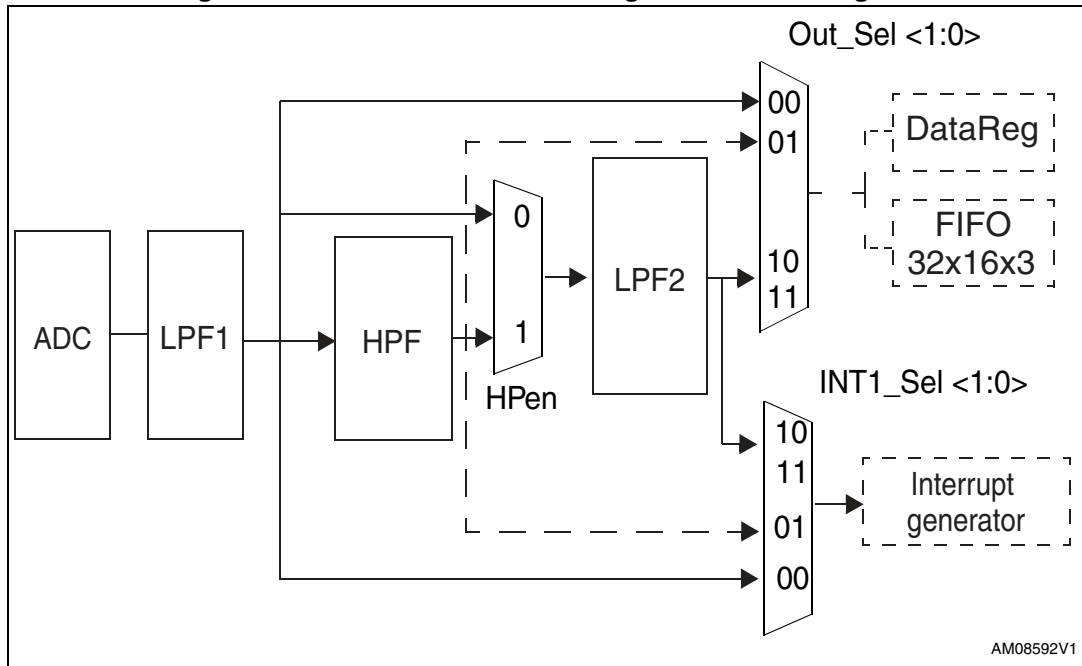 Out_Sel <1:0>
00
01
10
11
DataReg
FIFO
32x16x3
0
1
HPen
ADC
LPF1
HPF
LPF2
INT1_Sel <1:0>
10
11
01
00
Interrupt
generator
AM08592V1